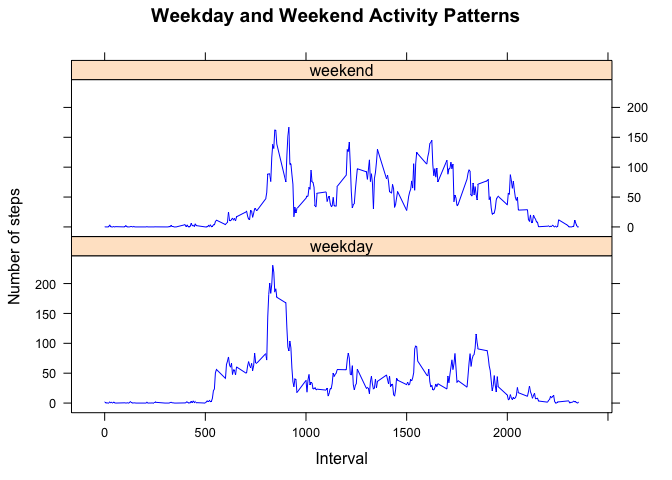 Weekday and Weekend Activity Patterns
weekend
200
150
100
50
0
Number of steps
weekday
200
150
100
50
0
0 500 1000 1500 2000
Interval